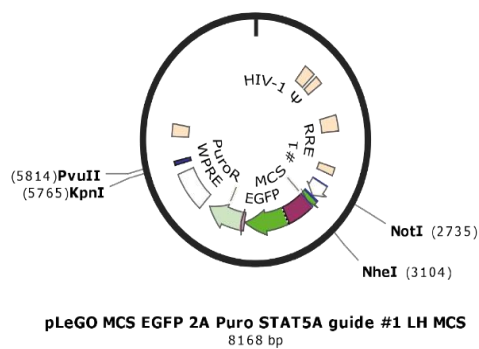 HIV-1 Ψ
RRE
MCS #1
EGFP
PuroR
WPRE
(5814) PvuII
(5765) KpnI
NotI (2735)
NheI (3104)
pLeGO MCS EGFP 2A Puro STAT5A guide #1 LH MCS
8168 bp